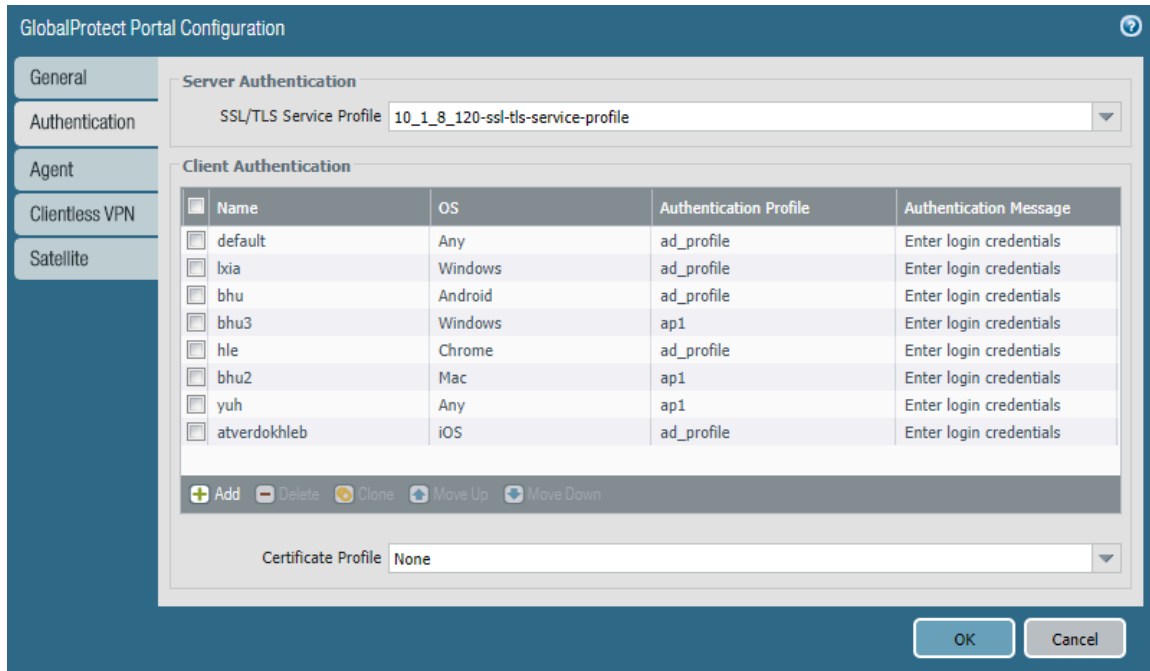 GlobalProtect Portal Configuration
General
Authentication
Agent
Clientless VPN
Satellite
Server Authentication
SSL/TLS Service Profile 10_1_8_120-ssl-tls-service-profile
Client Authentication
Name OS Authentication Profile Authentication Message
default Any ad_profile Enter login credentials
lxia Windows ad_profile Enter login credentials
bhu Android ad_profile Enter login credentials
bhu3 Windows ap1 Enter login credentials
hle Chrome ad_profile Enter login credentials
bhu2 Mac ap1 Enter login credentials
yuh Any ap1 Enter login credentials
atverdokhleb iOS ad_profile Enter login credentials
Add Delete Clone Move Up Move Down
Certificate Profile None
OK Cancel